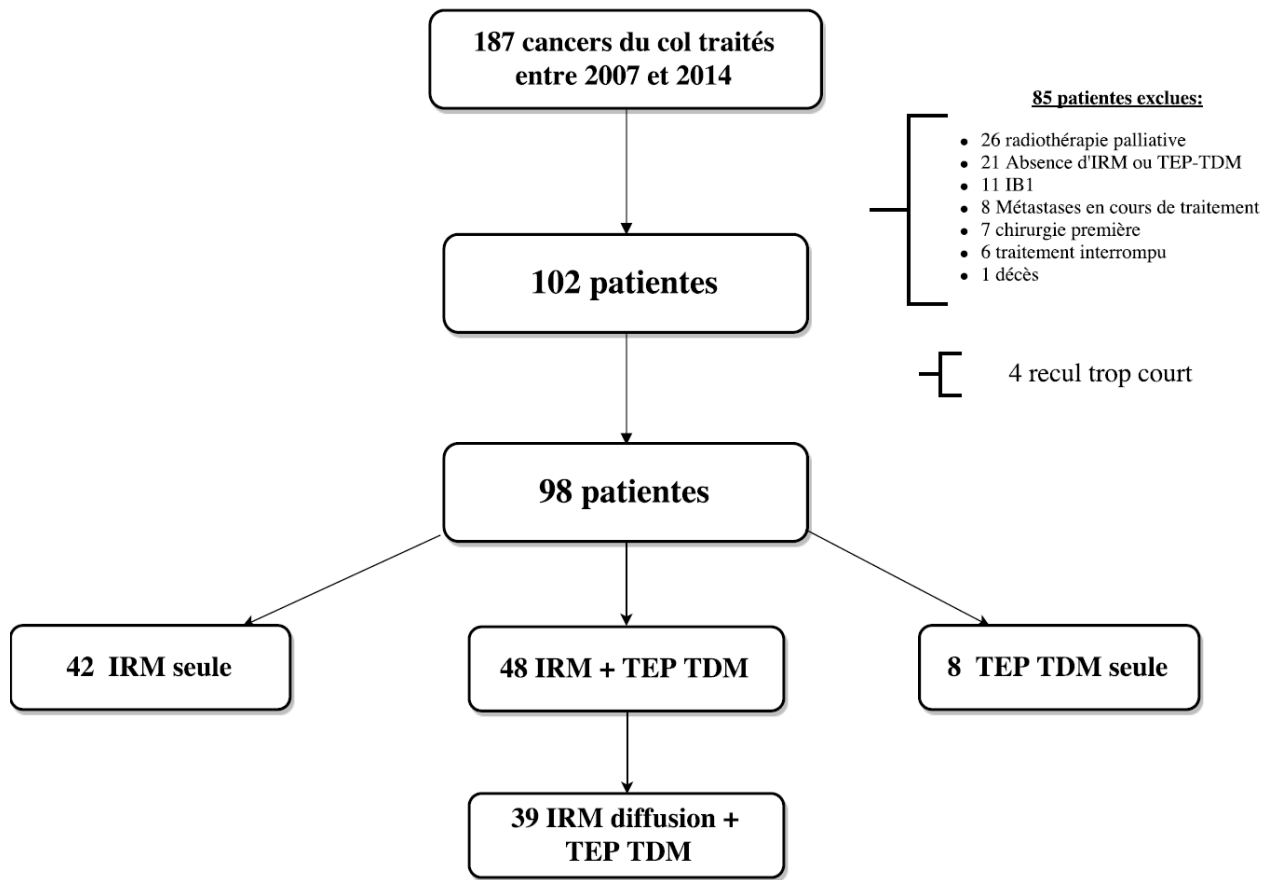 187 cancers du col traités
entre 2007 et 2014
85 patientes exclues:
• 26 radiothérapie palliative
• 21 Absence d'IRM ou TEP-TDM
• 11 IB1
• 8 Métastases en cours de traitement
• 7 chirurgie première
• 6 traitement interrompu
• 1 décès
102 patientes
4 recul trop court
98 patientes
42 IRM seule
48 IRM + TEP TDM
8 TEP TDM seule
39 IRM diffusion +
TEP TDM